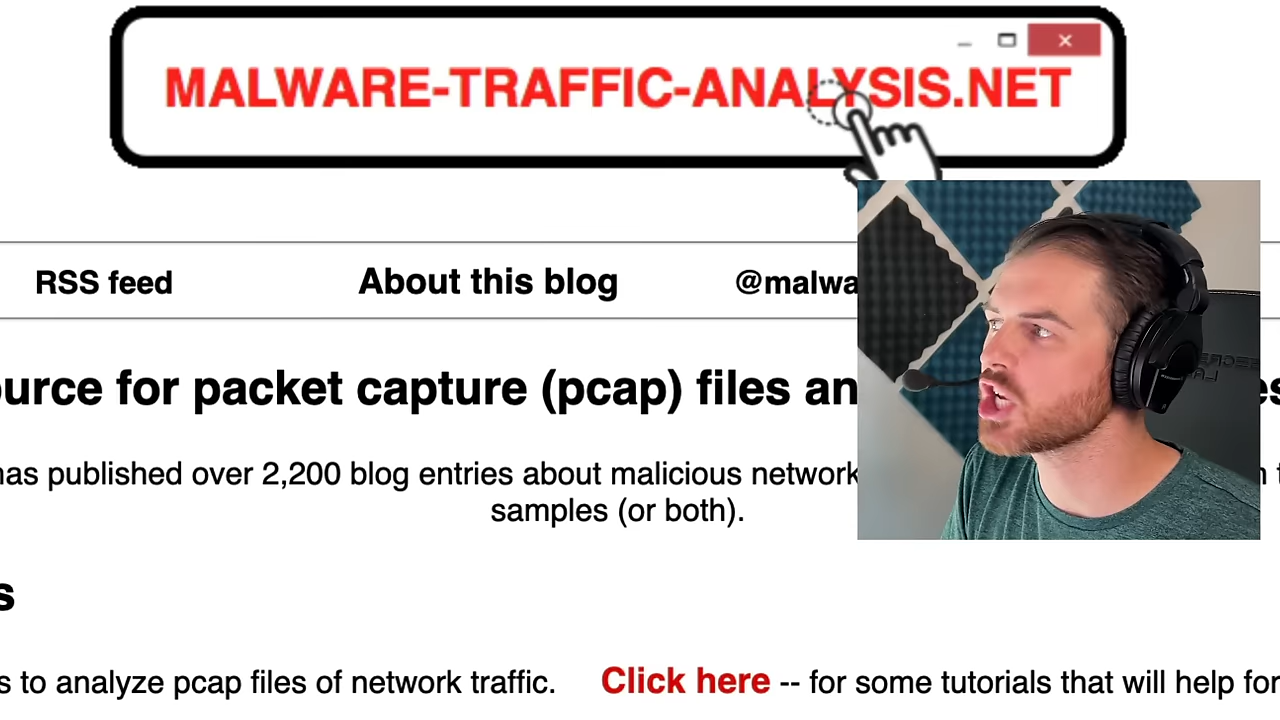 MALWARE-TRAFFIC-ANALYSIS.NET
RSS feed About this blog @malwa
urce for packet capture (pcap) files an es
has published over 2,200 blog entries about malicious network
samples (or both).
s
s to analyze pcap files of network traffic. Click here -- for some tutorials that will help for